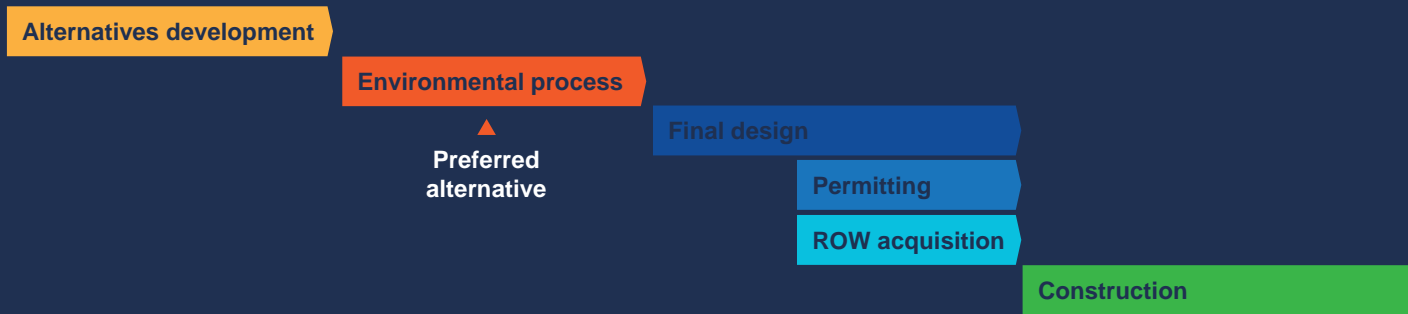 Alternatives development
Environmental process
Preferred
alternative
Final design
Permitting
ROW acquisition
Construction